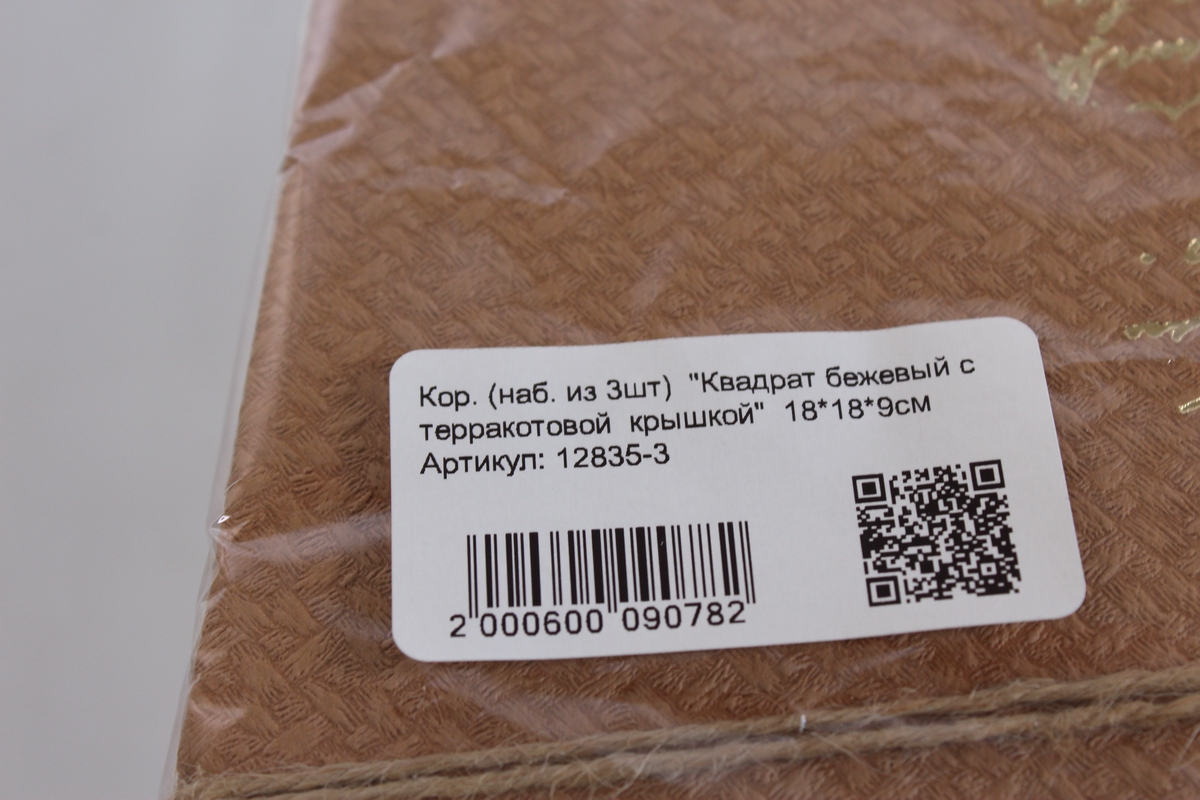 Кор. (наб. из 3шт) "Квадрат бежевый с
терракотовой крышкой" 18*18*9см
Артикул: 12835-3
2 000600 090782